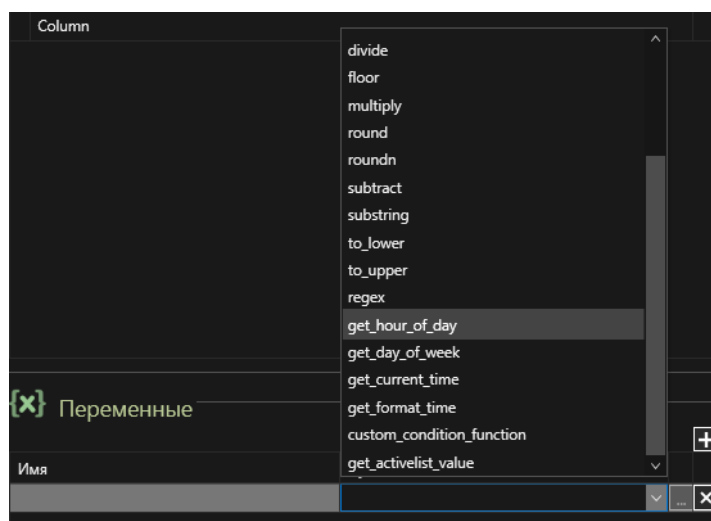 Column
divide
floor
multiply
round
roundn
subtract
substring
to_lower
to_upper
regex
get_hour_of_day
get_day_of_week
get_current_time
get_format_time
custom_condition_function
get_activelist_value
{x} Переменные
Имя
...